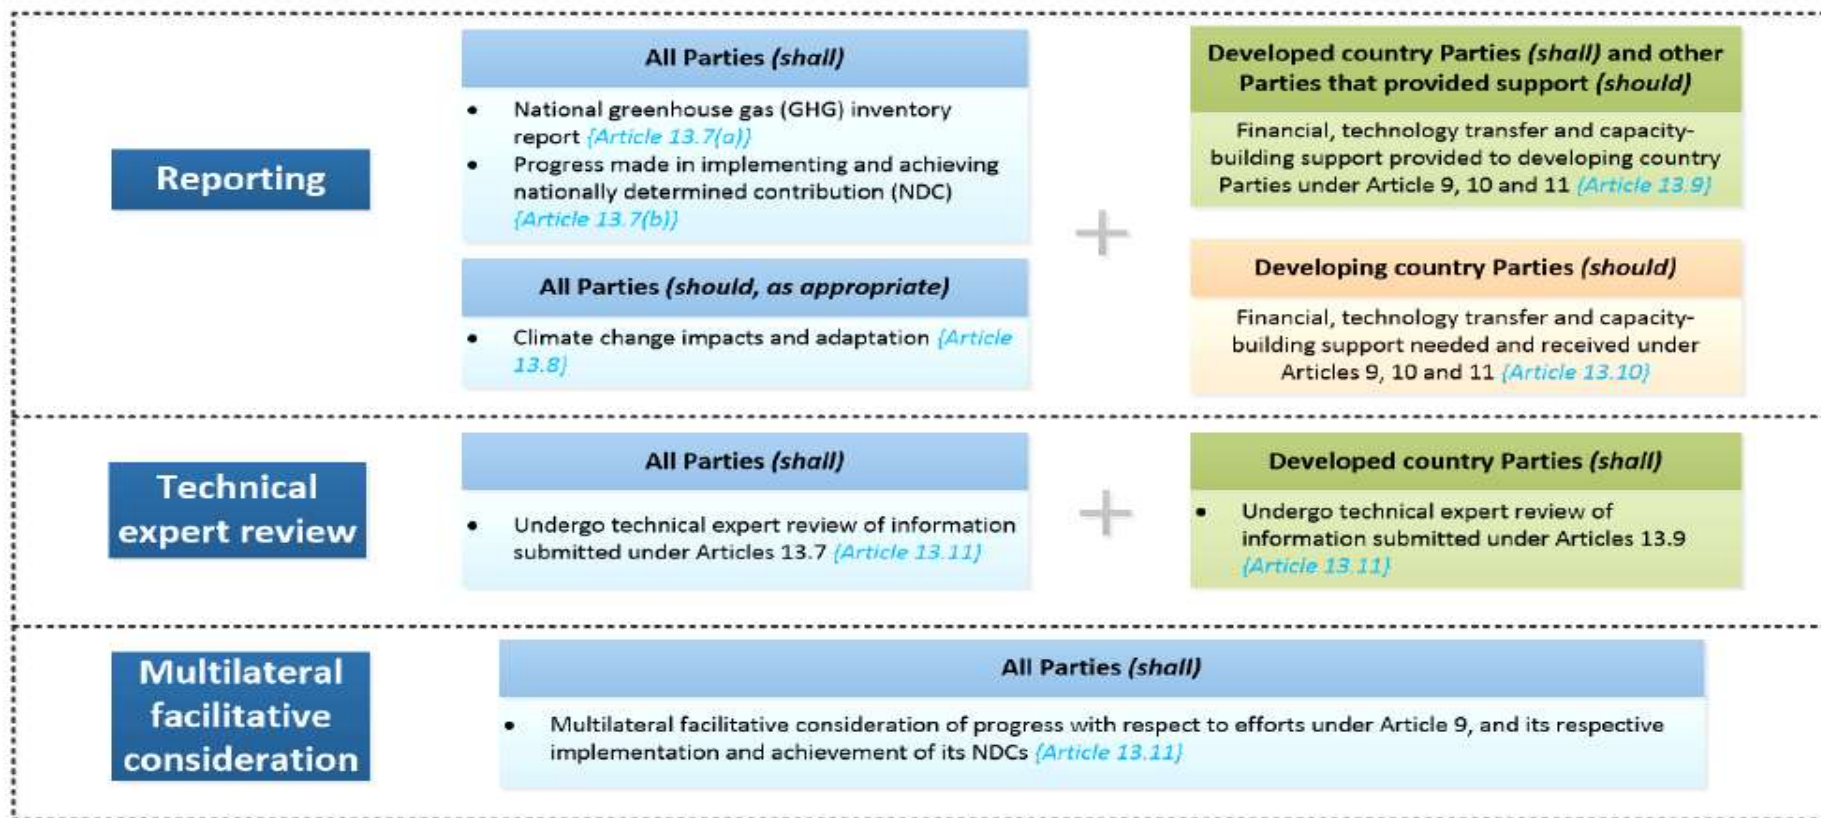 Reporting
All Parties (shall)
• National greenhouse gas (GHG) inventory
report {Article 13.7(a)}
• Progress made in implementing and achieving
nationally determined contribution (NDC)
{Article 13.7(b)}
All Parties (should, as appropriate)
• Climate change impacts and adaptation {Article
13.8}
+
Developed country Parties (shall) and other
Parties that provided support (should)
Financial, technology transfer and capacity-
building support provided to developing country
Parties under Article 9, 10 and 11 {Article 13.9}
Developing country Parties (should)
Financial, technology transfer and capacity-
building support needed and received under
Articles 9, 10 and 11 {Article 13.10}
Technical
expert review
All Parties (shall)
• Undergo technical expert review of information
submitted under Articles 13.7 {Article 13.11}
+
Developed country Parties (shall)
• Undergo technical expert review of
information submitted under Articles 13.9
{Article 13.11}
Multilateral
facilitative
consideration
All Parties (shall)
• Multilateral facilitative consideration of progress with respect to efforts under Article 9, and its respective
implementation and achievement of its NDCs {Article 13.11}